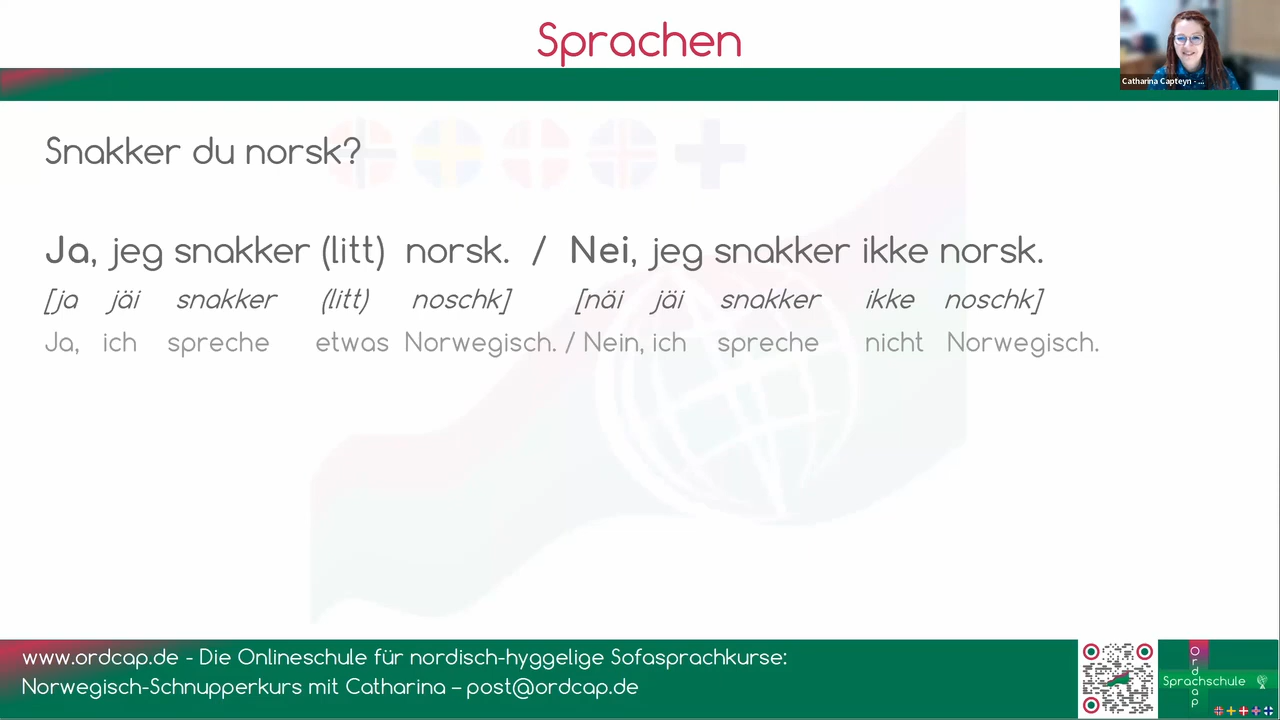 Sprachen
Catharina Capteyn - ...
Snakker du norsk?
Ja, jeg snakker (litt) norsk. / Nei, jeg snakker ikke norsk.
[ja jäi snakker (litt) noschk] [näi jäi snakker ikke noschk]
Ja, ich spreche etwas Norwegisch. / Nein, ich spreche nicht Norwegisch.
www.ordcap.de - Die Onlineschule für nordisch-hyggelige Sofasprachkurse:
Norwegisch-Schnupperkurs mit Catharina – post@ordcap.de
Ordcap
Sprachschule